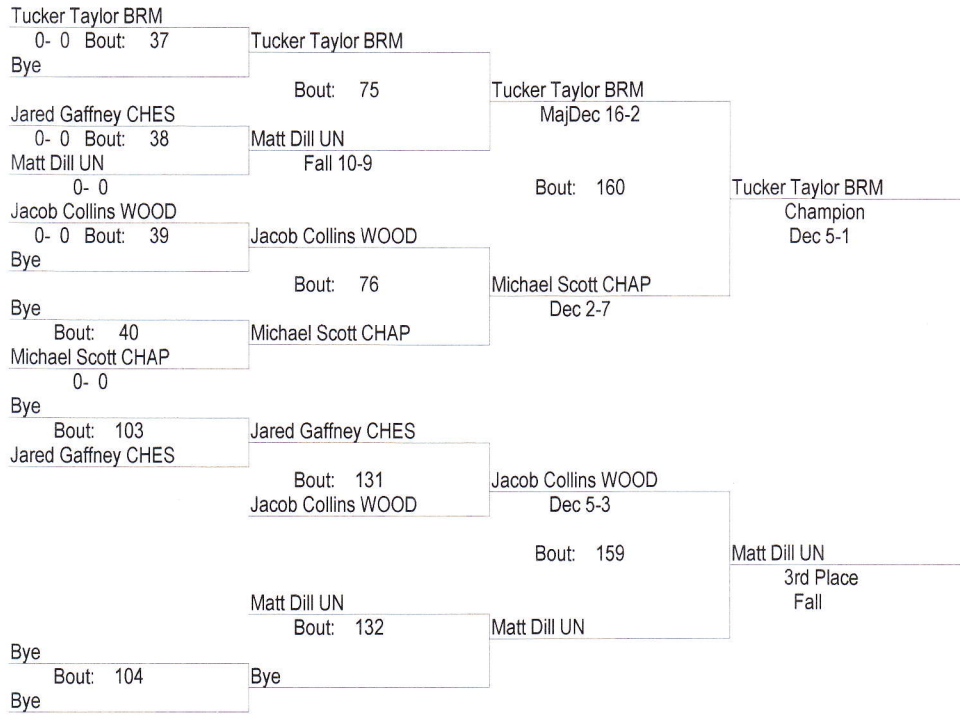 Tucker Taylor BRM
0- 0 Bout: 37
Bye
Tucker Taylor BRM
Bout: 75
Jared Gaffney CHES
0- 0 Bout: 38
Matt Dill UN
0- 0
Matt Dill UN
Fall 10-9
Tucker Taylor BRM
MajDec 16-2
Jacob Collins WOOD
0- 0 Bout: 39
Bye
Jacob Collins WOOD
Bout: 76
Bye
Bout: 40
Michael Scott CHAP
0- 0
Michael Scott CHAP
Michael Scott CHAP
Dec 2-7
Bout: 160
Tucker Taylor BRM
Champion
Dec 5-1
Bye
Bout: 103
Jared Gaffney CHES
Jared Gaffney CHES
Bout: 131
Jacob Collins WOOD
Jacob Collins WOOD
Dec 5-3
Bout: 159
Matt Dill UN
3rd Place
Fall
Matt Dill UN
Bout: 132
Matt Dill UN
Bye
Bout: 104
Bye
Bye